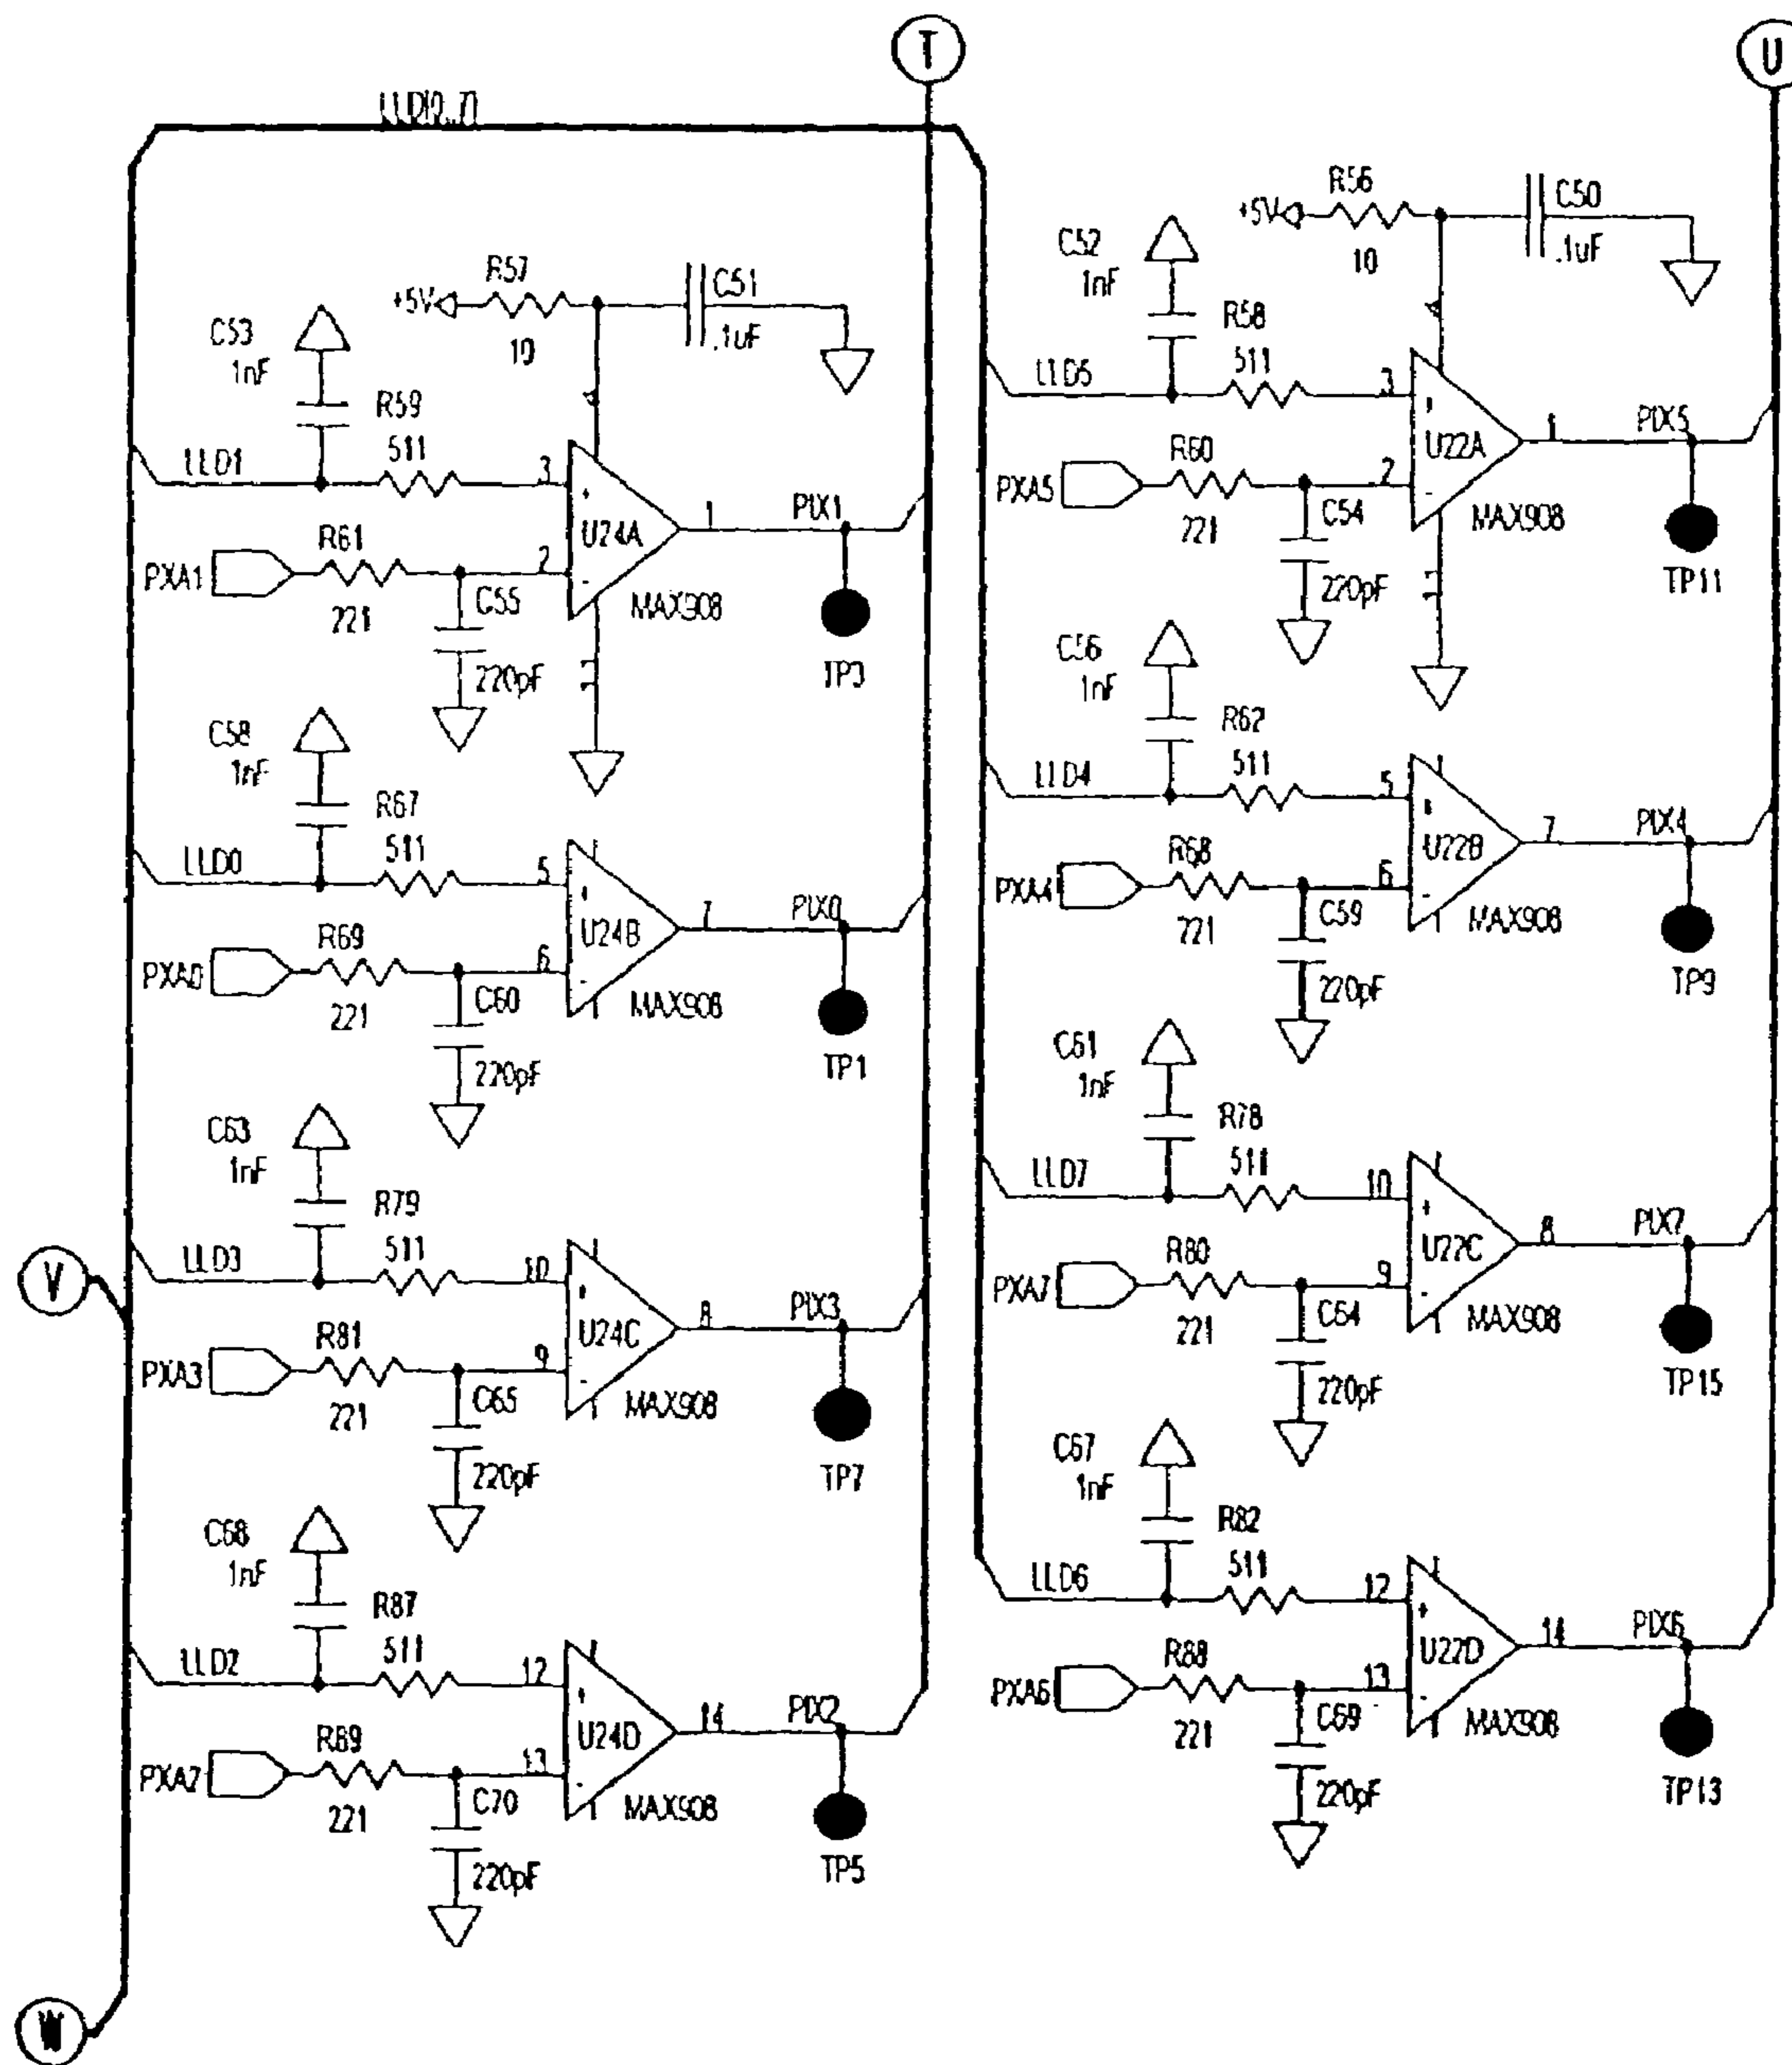 T
U
R56
C50
+5V
10
.1uF
C52
1nF
R58
LLD5
511
3
4
U22A
1
PIX5
PXA5
R60
2
C54
MAX908
221
220pF
11
TP11
R57
C51
+5V
10
.1uF
C53
1nF
R59
LLD1
511
3
4
U24A
1
PIX1
PXA1
R61
2
C55
MAX908
221
220pF
11
TP3
C56
1nF
R62
LLD4
511
5
U22B
7
PIX4
PXA4
R68
6
C59
MAX908
221
220pF
TP9
C58
1nF
R67
LLD0
511
5
U24B
7
PIX0
PXA0
R69
6
C60
MAX908
221
220pF
TP1
C61
1nF
R78
LLD7
511
10
U22C
8
PIX7
PXA7
R80
9
C64
MAX908
221
220pF
TP15
C63
1nF
R79
V
LLD3
511
10
U24C
8
PIX3
PXA3
R81
9
C65
MAX908
221
220pF
TP7
C67
1nF
R82
LLD6
511
12
U22D
14
PIX6
PXA6
R88
13
C69
MAX908
221
220pF
TP13
C68
1nF
R87
LLD2
511
12
U24D
14
PIX2
PXA2
R89
13
C70
MAX908
221
220pF
TP5
W